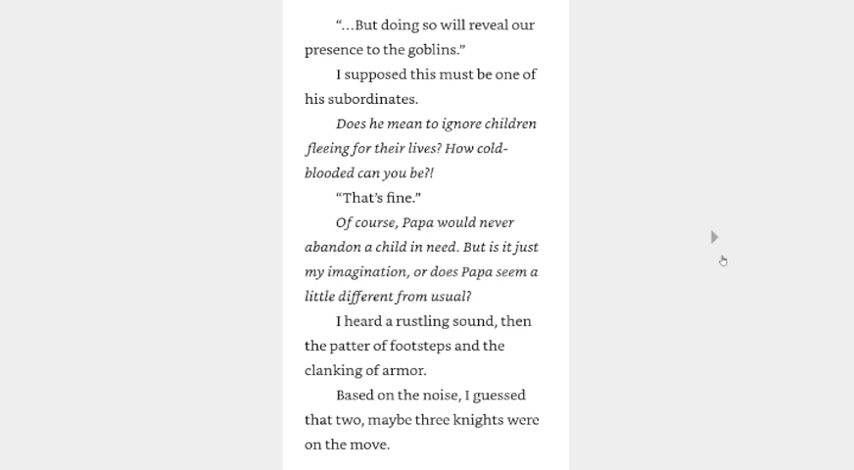 “…But doing so will reveal our
presence to the goblins.”
I supposed this must be one of
his subordinates.
Does he mean to ignore children
fleeing for their lives? How cold-
blooded can you be?!
“That’s fine.”
Of course, Papa would never
abandon a child in need. But is it just
my imagination, or does Papa seem a
little different from usual?
I heard a rustling sound, then
the patter of footsteps and the
clanking of armor.
Based on the noise, I guessed
that two, maybe three knights were
on the move.